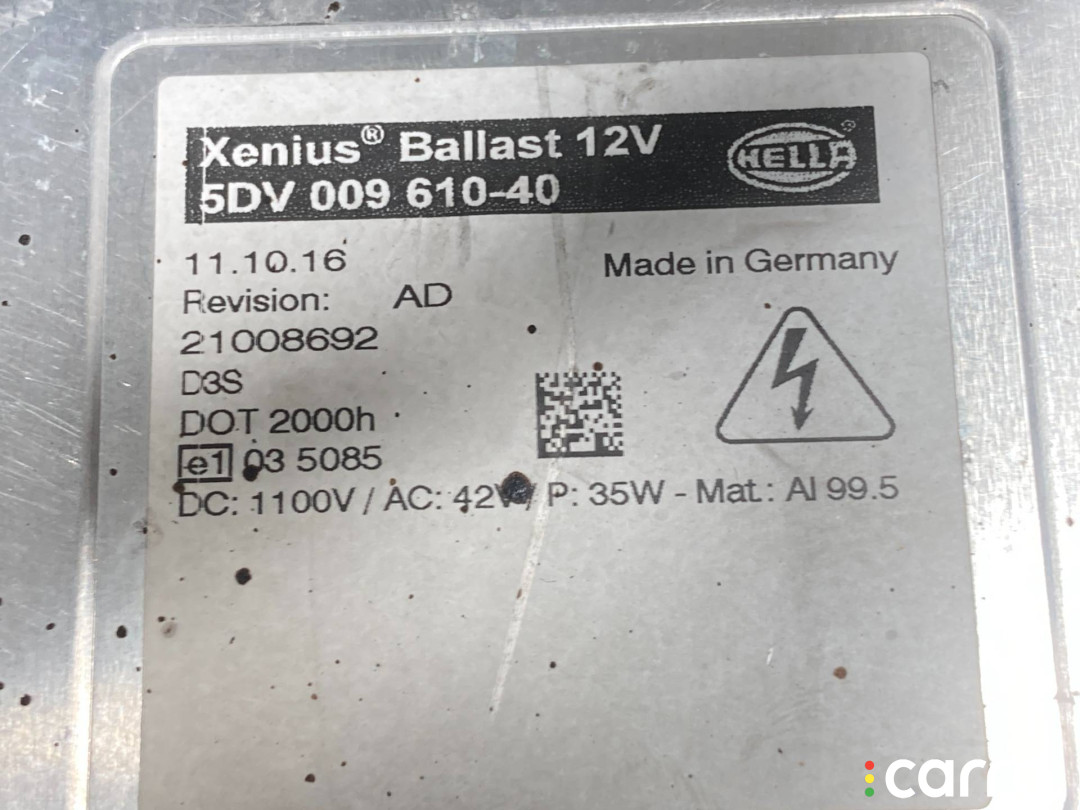 Xenius® Ballast 12V
5DV 009 610-40
HELLA®
11.10.16
Made in Germany
Revision: AD
21008692
D3S
DOT 2000h
e1 03 5085
DC: 1100V / AC: 42V / P: 35W - Mat.: Al 99.5